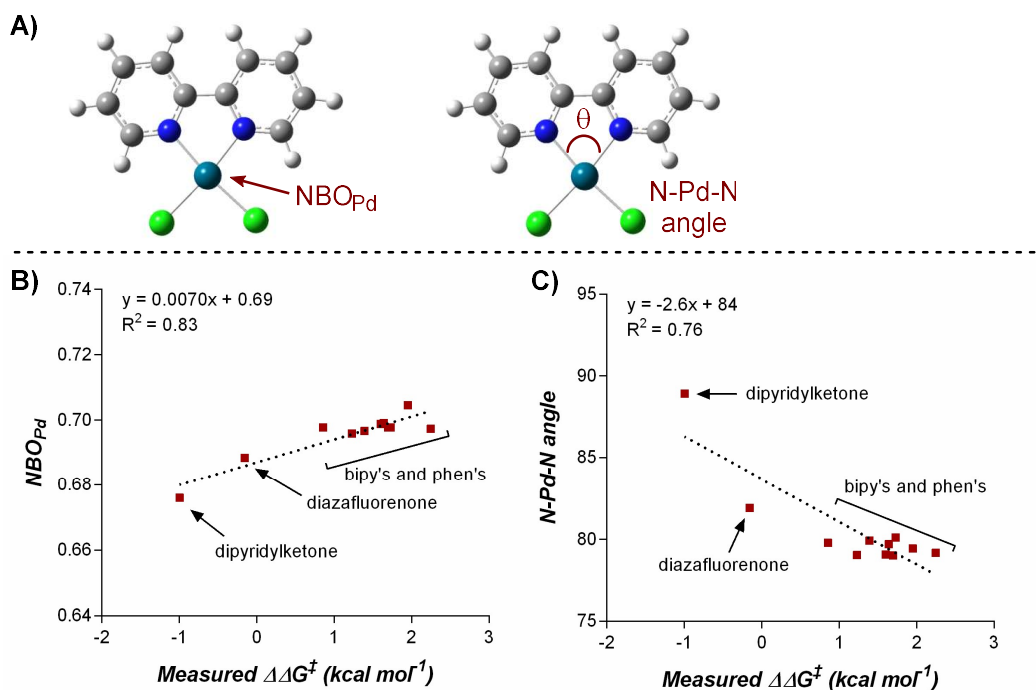 A)
NBOPd
θ
N-Pd-N
angle
B)
0.74
0.72
0.70
0.68
0.66
0.64
NBOPd
y = 0.0070x + 0.69
R² = 0.83
bipy's and phen's
diazafluorenone
dipyridylketone
-2 -1 0 1 2 3
Measured ΔΔG‡ (kcal mol⁻¹)
C)
95
90
85
80
75
N-Pd-N angle
y = -2.6x + 84
R² = 0.76
dipyridylketone
bipy's and phen's
diazafluorenone
-2 -1 0 1 2 3
Measured ΔΔG‡ (kcal mol⁻¹)